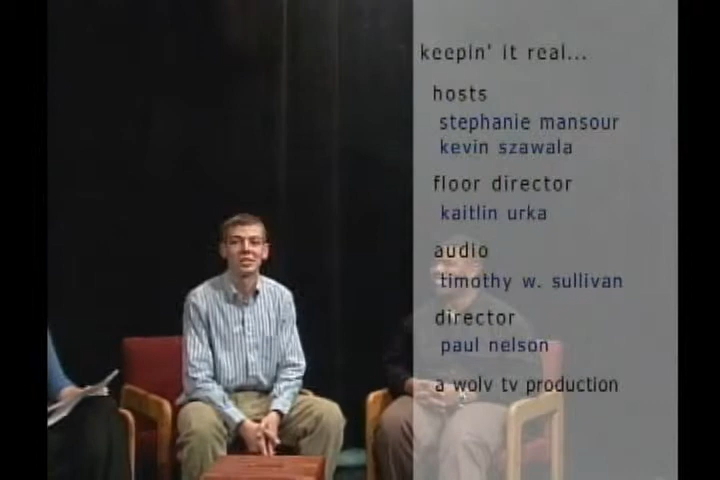 keepin' it real...
hosts
stephanie mansour
kevin szawala
floor director
kaitlin urka
audio
timothy w. sullivan
director
paul nelson
a wolv tv production